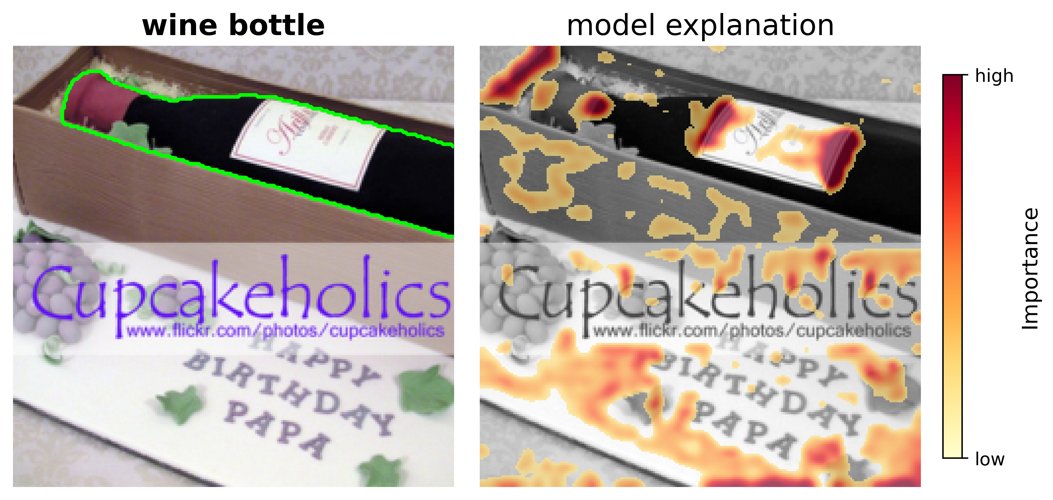 wine bottle
model explanation
Cupcakeholics
www.flickr.com/photos/cupcakeholics
HAPPY
BIRTHDAY
PAPA
Cupcakeholics
www.flickr.com/photos/cupcakeholics
HAPPY
BIRTHDAY
PAPA
high
Importance
low